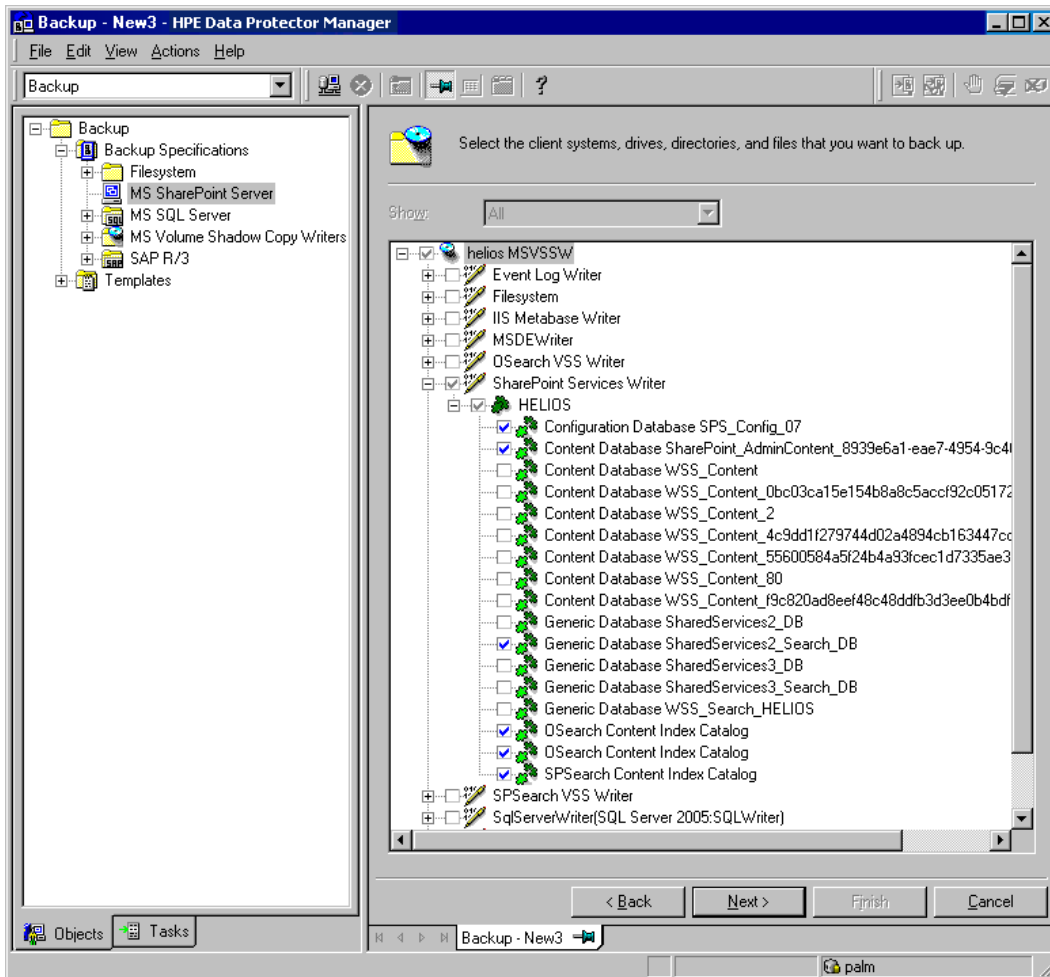 Backup - New3 - HPE Data Protector Manager
File Edit View Actions Help
Backup
Backup
Backup Specifications
Filesystem
MS SharePoint Server
MS SQL Server
MS Volume Shadow Copy Writers
SAP R/3
Templates
Select the client systems, drives, directories, and files that you want to back up.
Show: All
helios MSVSSW
Event Log Writer
Filesystem
IIS Metabase Writer
MSDEWriter
OSearch VSS Writer
SharePoint Services Writer
HELIOS
Configuration Database SPS_Config_07
Content Database SharePoint_AdminContent_8939e6a1-eae7-4954-9c4
Content Database WSS_Content
Content Database WSS_Content_0bc03ca15e154b8a8c5accf92c05172
Content Database WSS_Content_2
Content Database WSS_Content_4c9dd1f279744d02a4894cb163447cc
Content Database WSS_Content_55600584a5f24b4a93fcec1d7335ae3
Content Database WSS_Content_80
Content Database WSS_Content_f9c820ad8eef48c48ddfb3d3ee0b4bdf
Generic Database SharedServices2_DB
Generic Database SharedServices2_Search_DB
Generic Database SharedServices3_DB
Generic Database SharedServices3_Search_DB
Generic Database WSS_Search_HELIOS
OSearch Content Index Catalog
OSearch Content Index Catalog
SPSearch Content Index Catalog
SPSearch VSS Writer
SqlServerWriter(SQL Server 2005:SQLWriter)
< Back Next > Finish Cancel
Objects Tasks
Backup - New3
palm